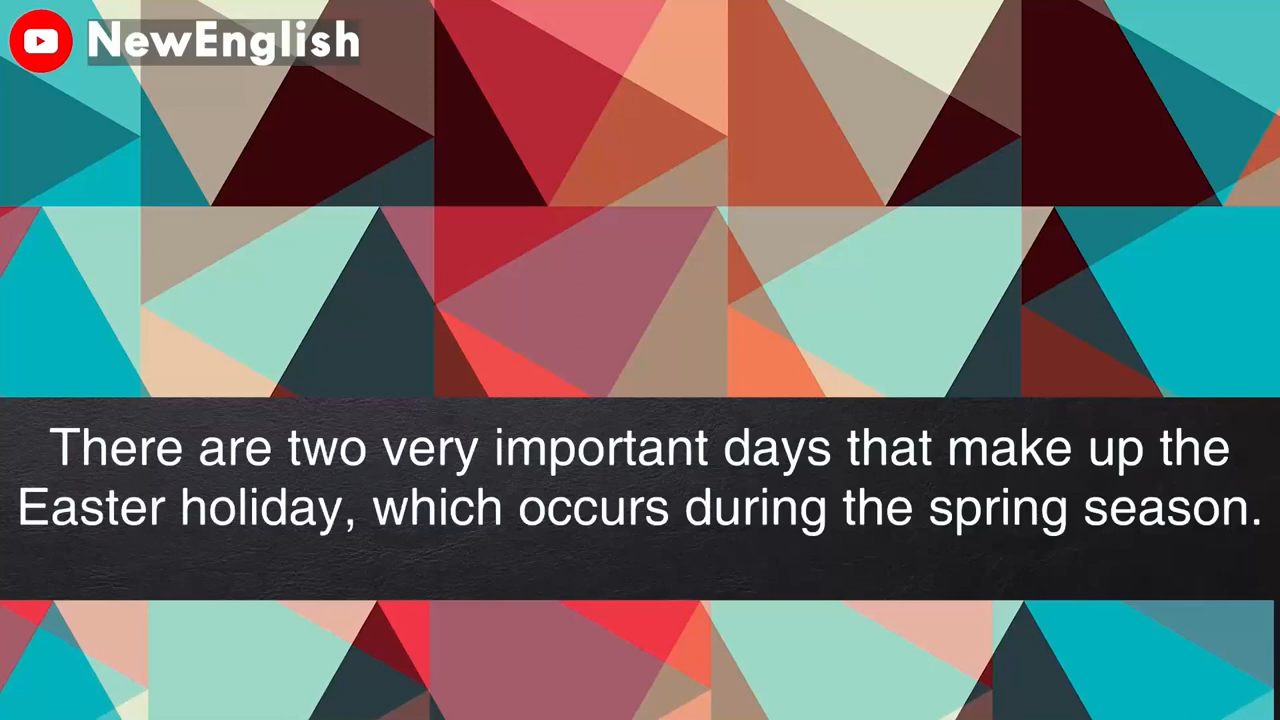 NewEnglish
There are two very important days that make up the
Easter holiday, which occurs during the spring season.